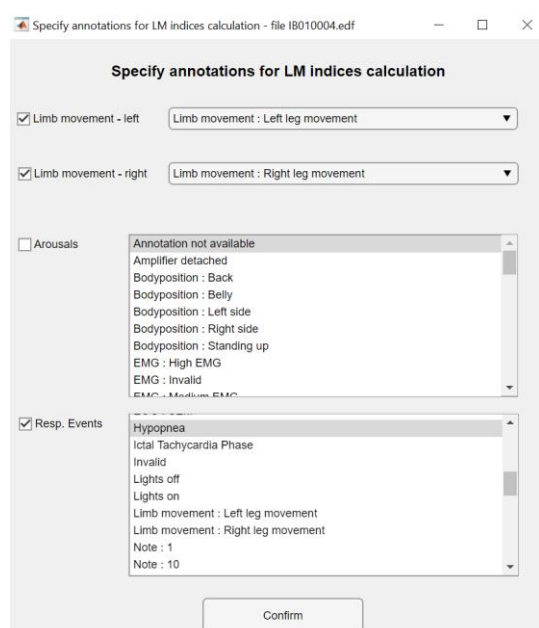 Specify annotations for LM indices calculation - file IB010004.edf
Specify annotations for LM indices calculation
Limb movement - left
Limb movement : Left leg movement
Limb movement - right
Limb movement : Right leg movement
Arousals
Annotation not available
Amplifier detached
Bodyposition : Back
Bodyposition : Belly
Bodyposition : Left side
Bodyposition : Right side
Bodyposition : Standing up
EMG : High EMG
EMG : Invalid
EMG : Medium EMG
Resp. Events
Hypopnea
Ictal Tachycardia Phase
Invalid
Lights off
Lights on
Limb movement : Left leg movement
Limb movement : Right leg movement
Note : 1
Note : 10
Confirm